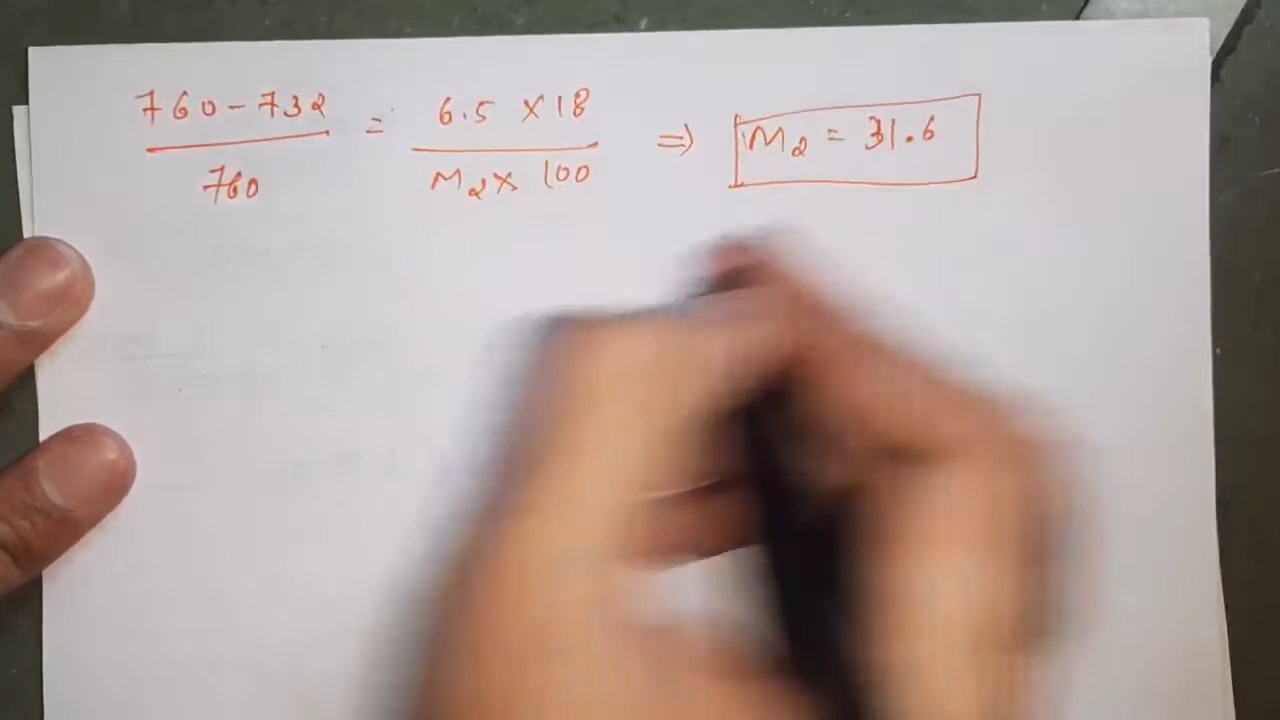 760-732 = 6.5 ×18 ⇒ M2 = 31.6
760 M2× 100